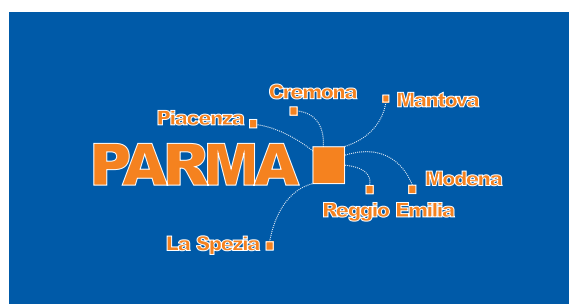 Cremona
Mantova
Piacenza
PARMA
Modena
Reggio Emilia
La Spezia